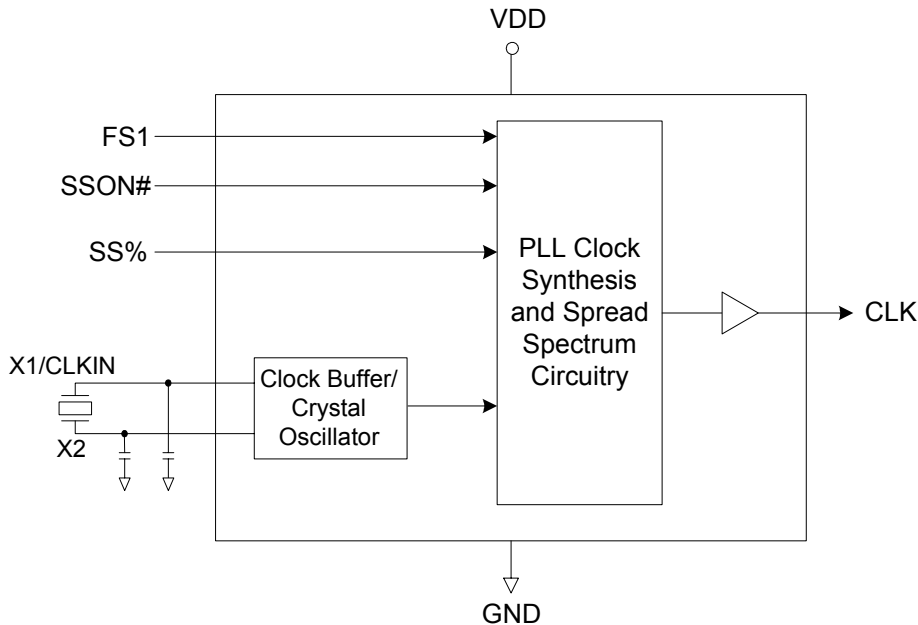 VDD
FS1
SSON#
SS%
PLL Clock
Synthesis
and Spread
Spectrum
Circuitry
CLK
X1/CLKIN
X2
Clock Buffer/
Crystal
Oscillator
GND